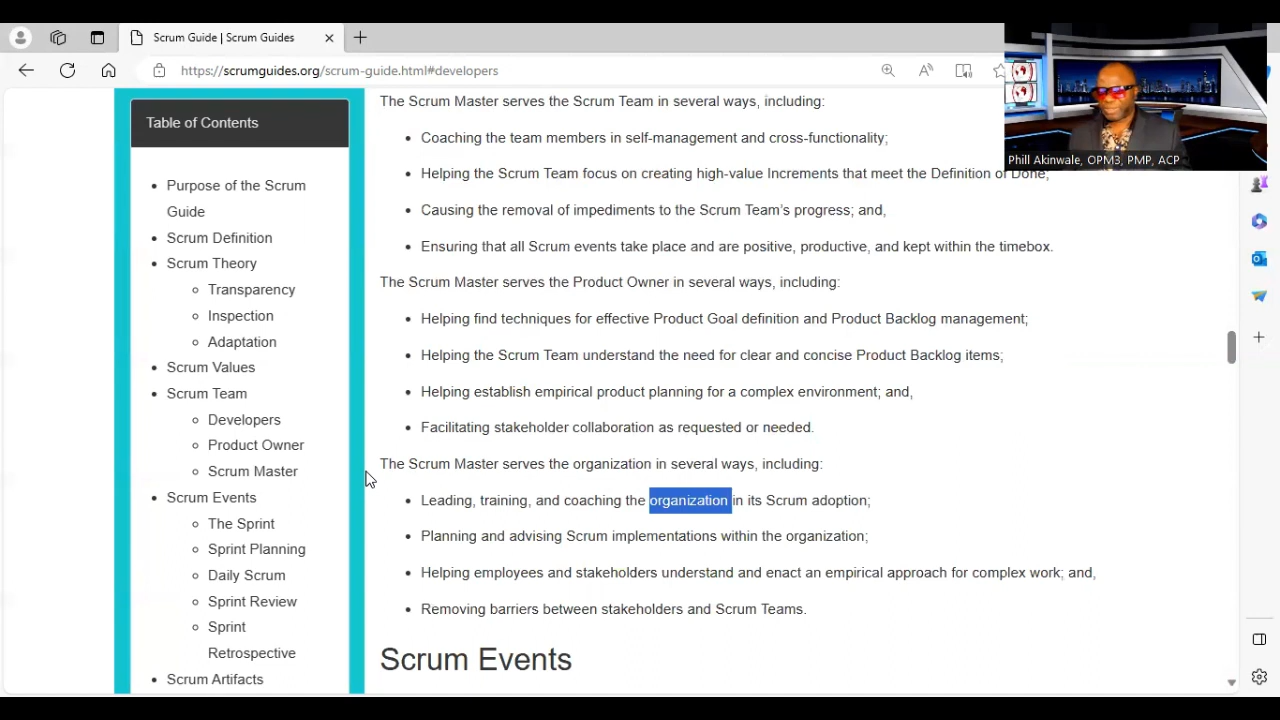 Scrum Guide | Scrum Guides
https://scrumguides.org/scrum-guide.html#developers
Phill Akinwale, OPM3, PMP, ACP
Table of Contents
Purpose of the Scrum
Guide
Scrum Definition
Scrum Theory
Transparency
Inspection
Adaptation
Scrum Values
Scrum Team
Developers
Product Owner
Scrum Master
Scrum Events
The Sprint
Sprint Planning
Daily Scrum
Sprint Review
Sprint
Retrospective
Scrum Artifacts
The Scrum Master serves the Scrum Team in several ways, including:
Coaching the team members in self-management and cross-functionality;
Helping the Scrum Team focus on creating high-value Increments that meet the Definition of Done;
Causing the removal of impediments to the Scrum Team's progress; and,
Ensuring that all Scrum events take place and are positive, productive, and kept within the timebox.
The Scrum Master serves the Product Owner in several ways, including:
Helping find techniques for effective Product Goal definition and Product Backlog management;
Helping the Scrum Team understand the need for clear and concise Product Backlog items;
Helping establish empirical product planning for a complex environment; and,
Facilitating stakeholder collaboration as requested or needed.
The Scrum Master serves the organization in several ways, including:
Leading, training, and coaching the organization in its Scrum adoption;
Planning and advising Scrum implementations within the organization;
Helping employees and stakeholders understand and enact an empirical approach for complex work; and,
Removing barriers between stakeholders and Scrum Teams.
Scrum Events